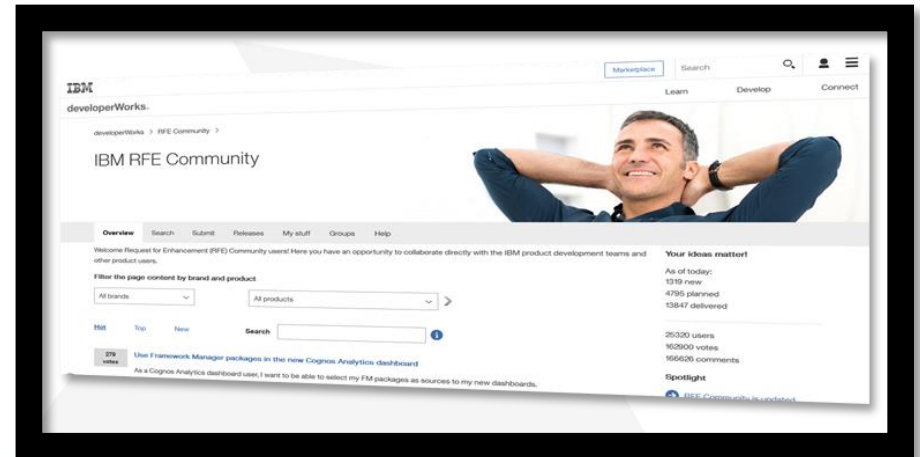 Marketplace
Search
IBM
developerWorks.
Learn
Develop
Connect
developerWorks > RFE Community >
IBM RFE Community
Overview Search Submit Releases My stuff Groups Help
Welcome Request for Enhancement (RFE) Community users! Here you have an opportunity to collaborate directly with the IBM product development teams and
other product users.
Filter the page content by brand and product
All brands
All products
Hot Top New
Search
279
votes
Use Framework Manager packages in the new Cognos Analytics dashboard
As a Cognos Analytics dashboard user, I want to be able to select my FM packages as sources to my new dashboards.
Your ideas matter!
As of today:
1319 new
4795 planned
13847 delivered
25320 users
162900 votes
166626 comments
Spotlight
RFE Community is updated